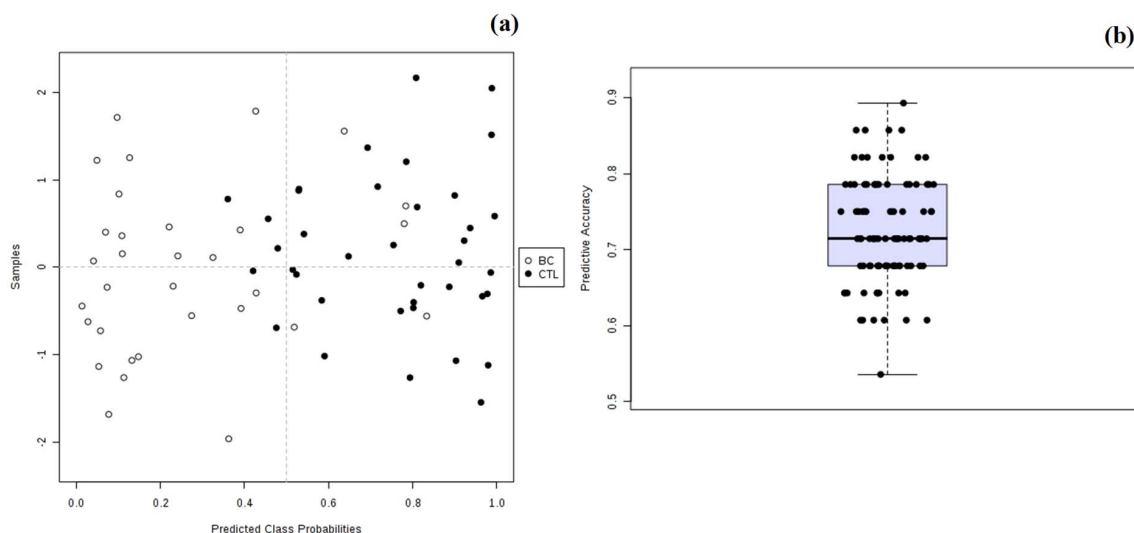 (a)
Samples
2
1
0
-1
-2
0.0 0.2 0.4 0.6 0.8 1.0
Predicted Class Probabilities
BC
CTL
(b)
Predictive Accuracy
0.9
0.8
0.7
0.6
0.5